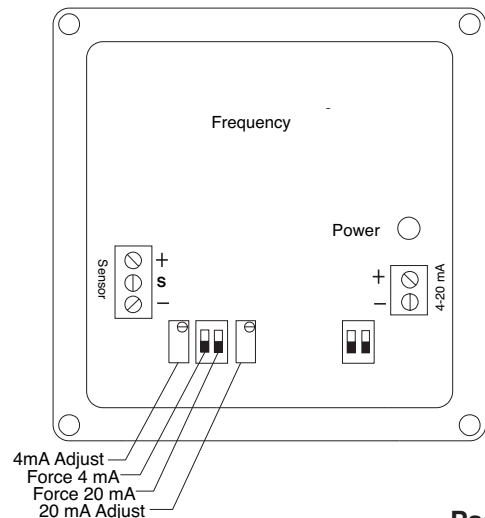 Frequency
Power
Sensor
+
S
−
+
−
4-20 mA
4mA Adjust
Force 4 mA
Force 20 mA
20 mA Adjust